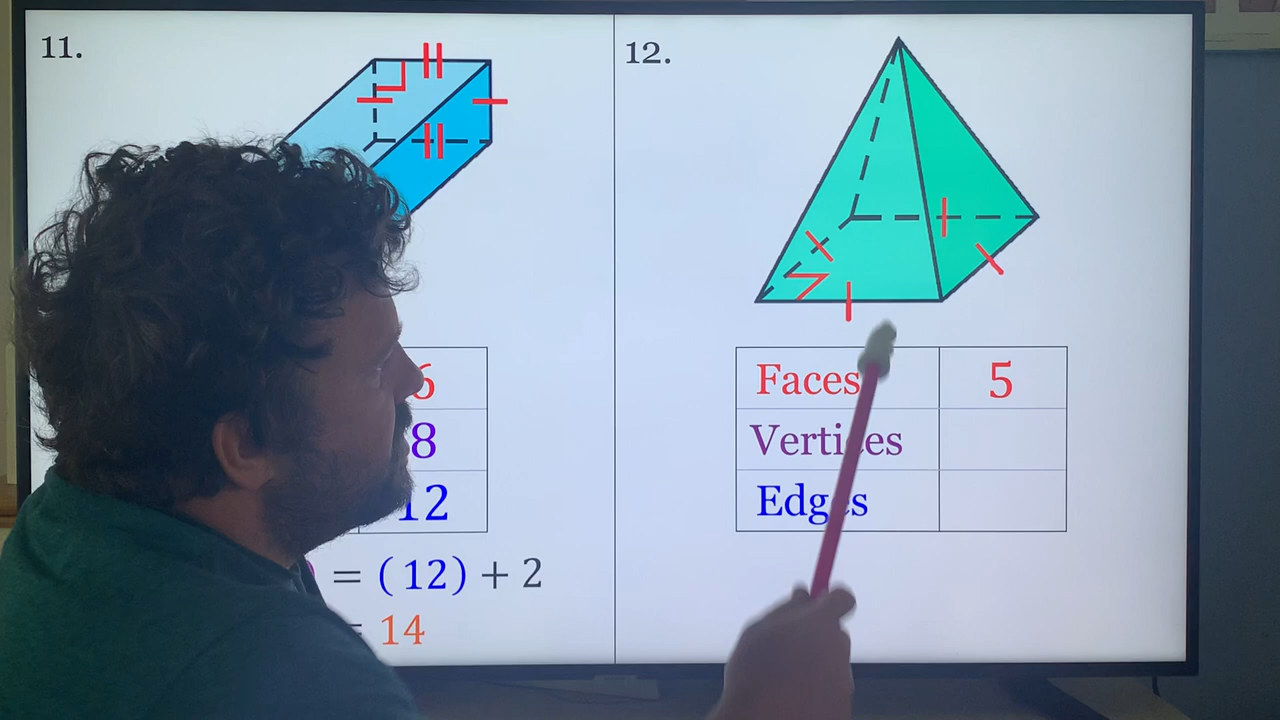 11.
6
8
12
= (12) + 2
= 14
12.
Faces 5
Vertices
Edges